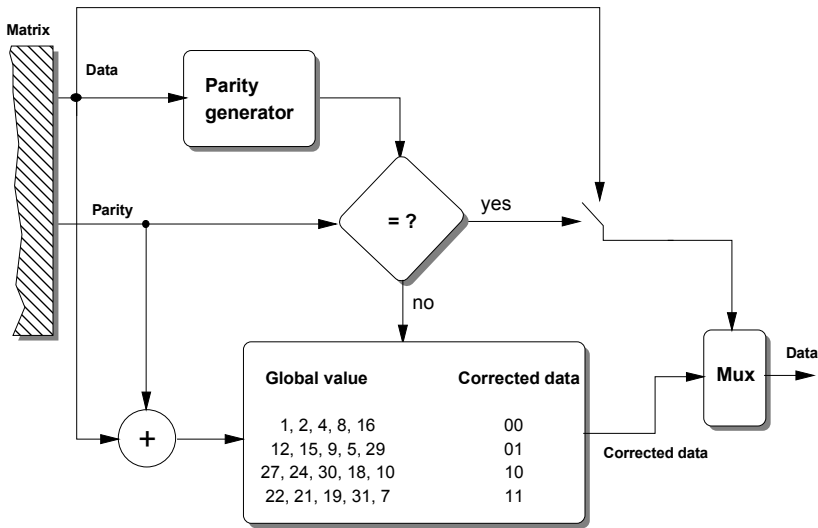 Matrix
Data
Parity
generator
Parity
= ?
yes
no
Global value Corrected data
1, 2, 4, 8, 16 00
12, 15, 9, 5, 29 01
27, 24, 30, 18, 10 10
22, 21, 19, 31, 7 11
+
Mux
Data
Corrected data